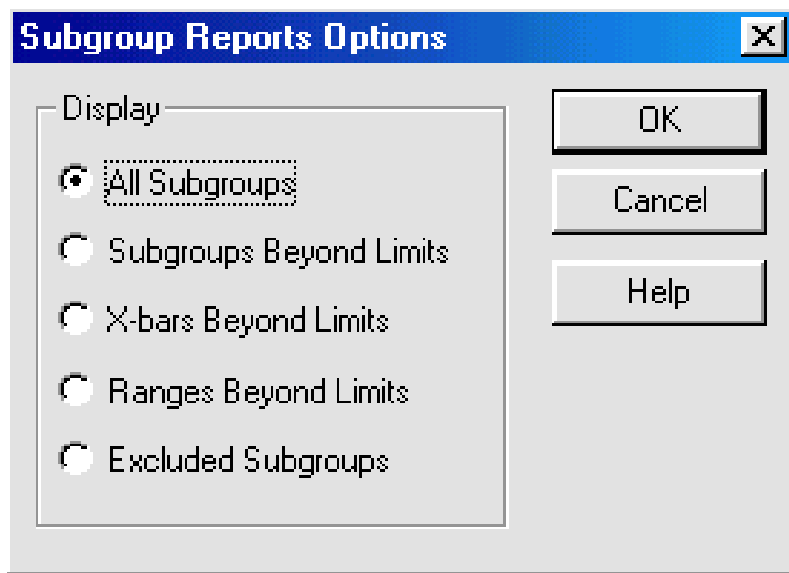 Subgroup Reports Options
Display
All Subgroups
Subgroups Beyond Limits
X-bars Beyond Limits
Ranges Beyond Limits
Excluded Subgroups
OK
Cancel
Help